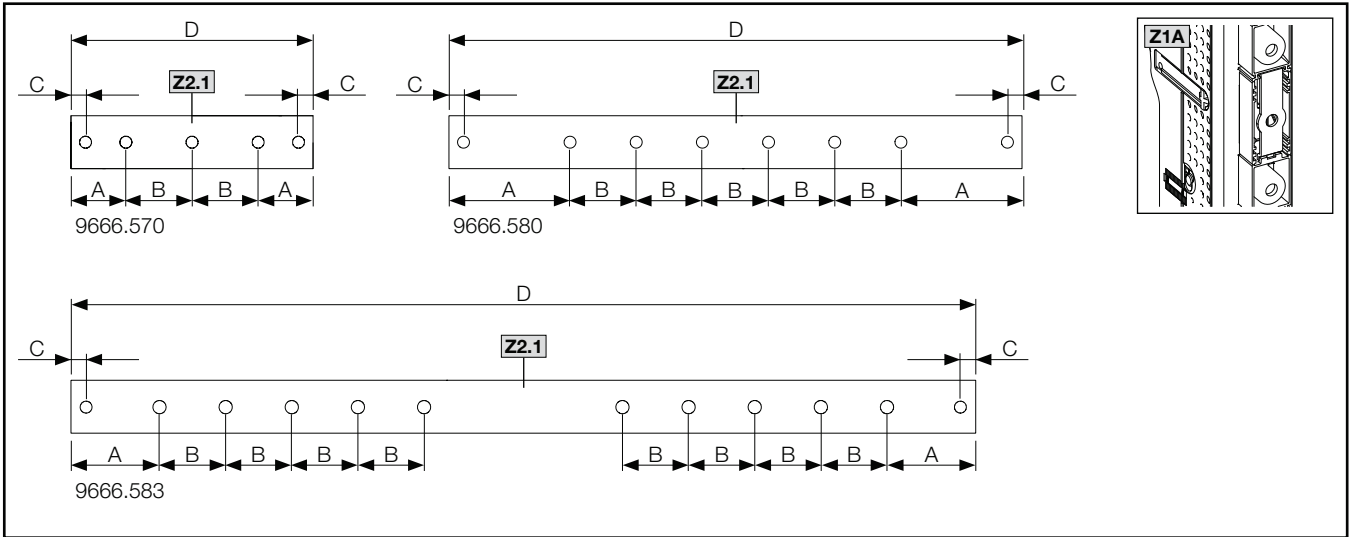 D D
Z1A
C Z2.1 C C Z2.1 C
A B B A A B B B B B A
9666.570 9666.580
D
C Z2.1 C
A B B B B B B B B A
9666.583